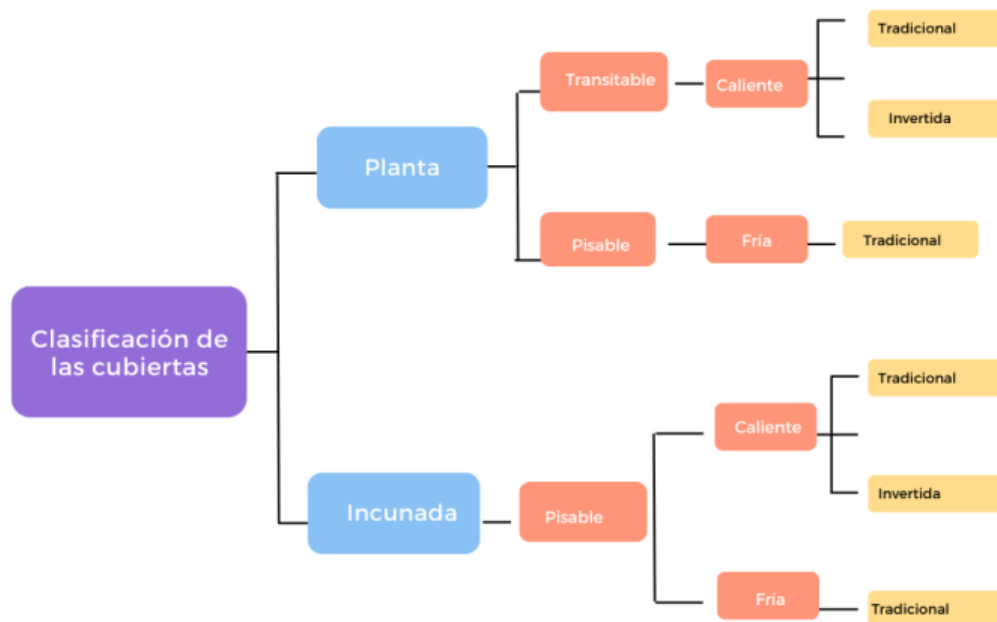 Clasificación de
las cubiertas
Planta
Transitable
Caliente
Tradicional
Invertida
Pisable
Fría
Tradicional
Incunada
Pisable
Caliente
Tradicional
Invertida
Fría
Tradicional